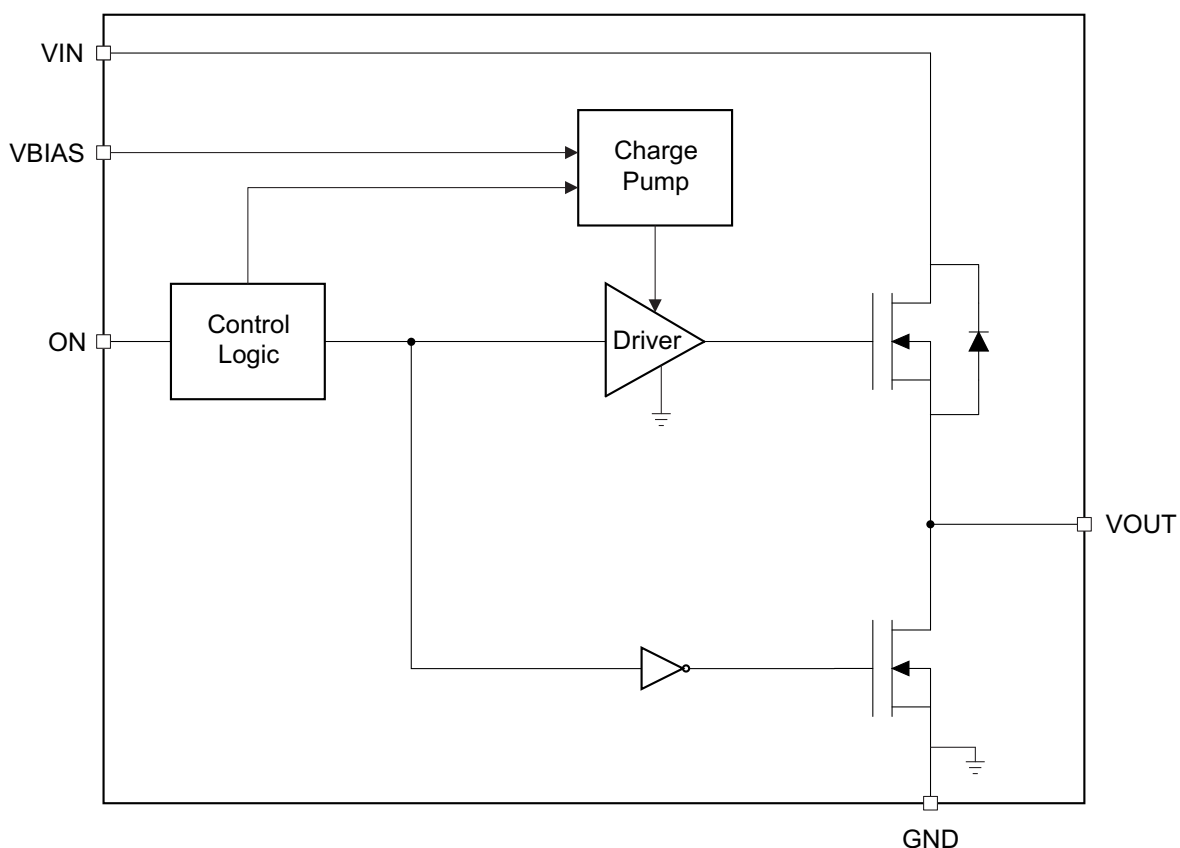 VIN
VBIAS
Charge
Pump
ON
Control
Logic
Driver
VOUT
GND